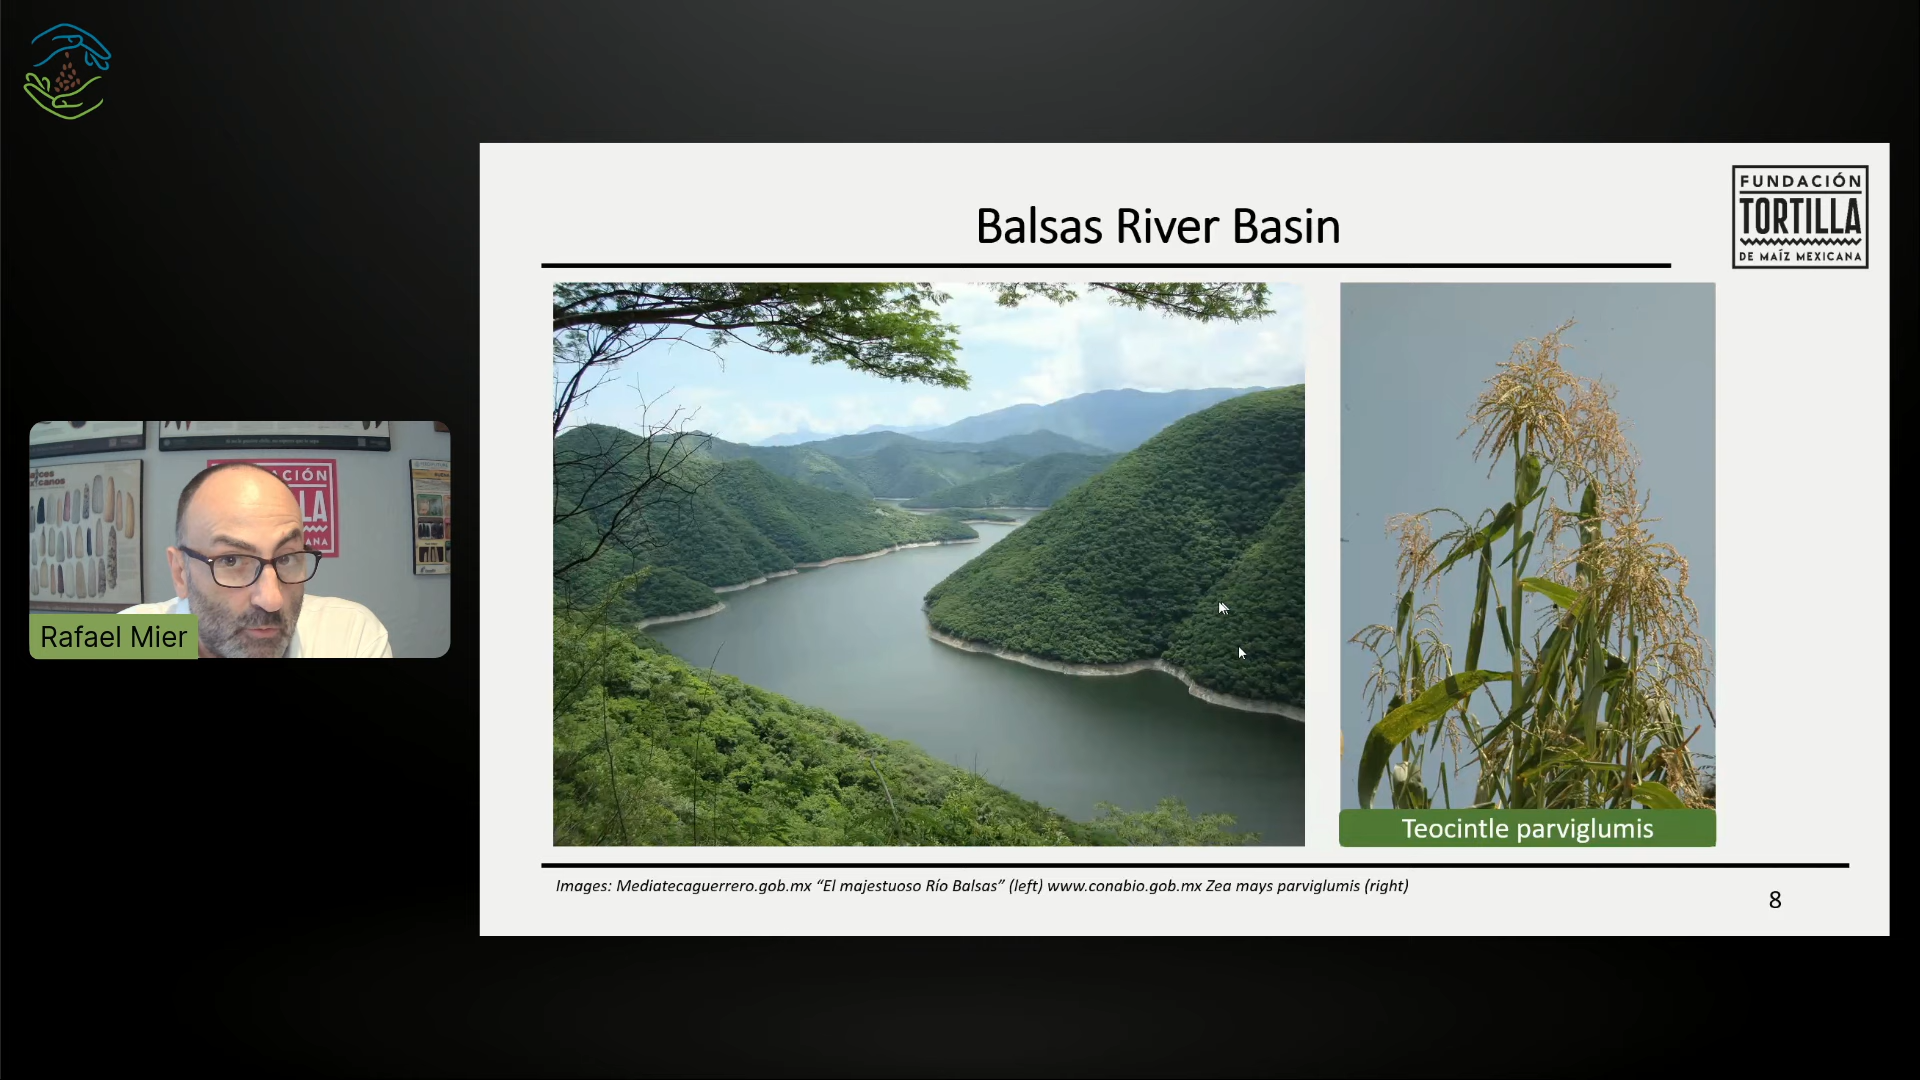 Balsas River Basin
FUNDACIÓN
TORTILLA
DE MAÍZ MEXICANA
Rafael Mier
Teocintle parviglumis
Images: Mediatecaguerrero.gob.mx “El majestuoso Río Balsas” (left) www.conabio.gob.mx Zea mays parviglumis (right)
8